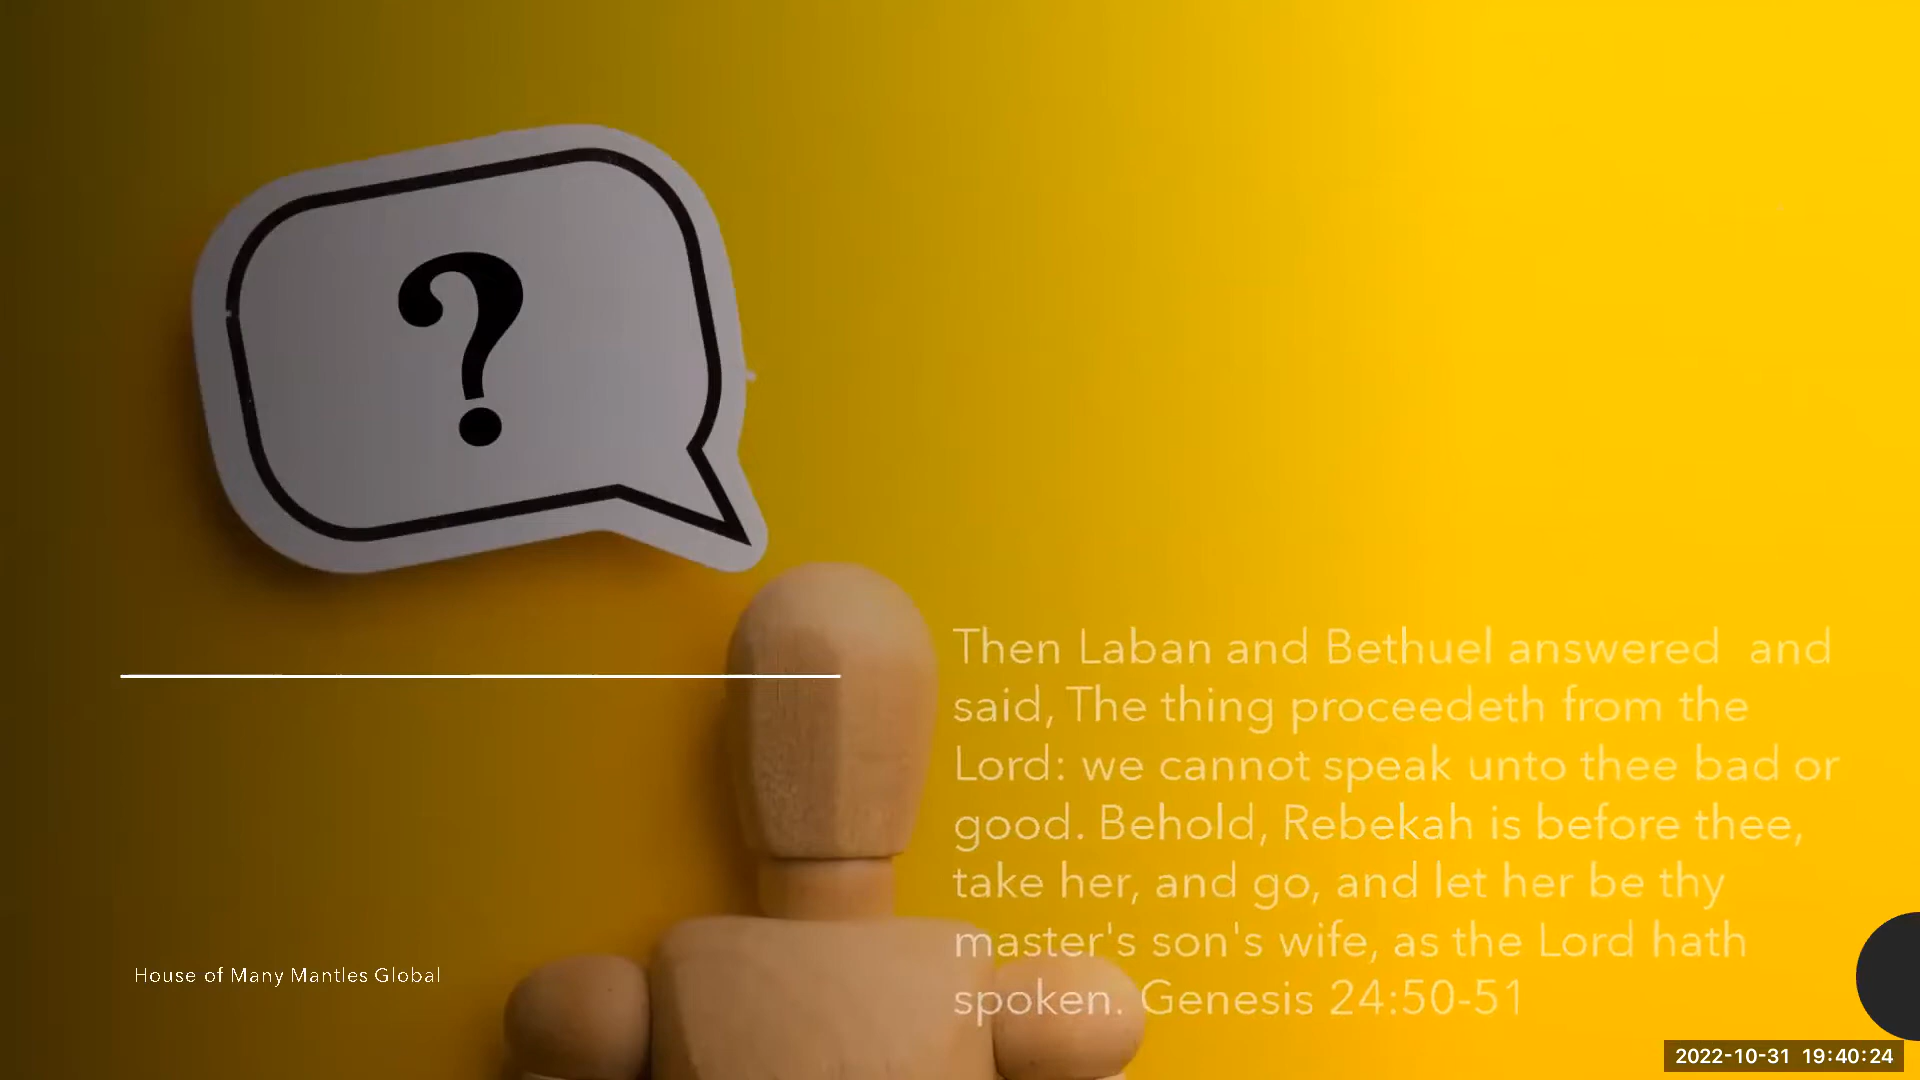 ?
Then Laban and Bethuel answered  and
said, The thing proceedeth from the
Lord: we cannot speak unto thee bad or
good. Behold, Rebekah is before thee,
take her, and go, and let her be thy
master's son's wife, as the Lord hath
spoken. Genesis 24:50-51
House of Many Mantles Global
2022-10-31 19:40:24